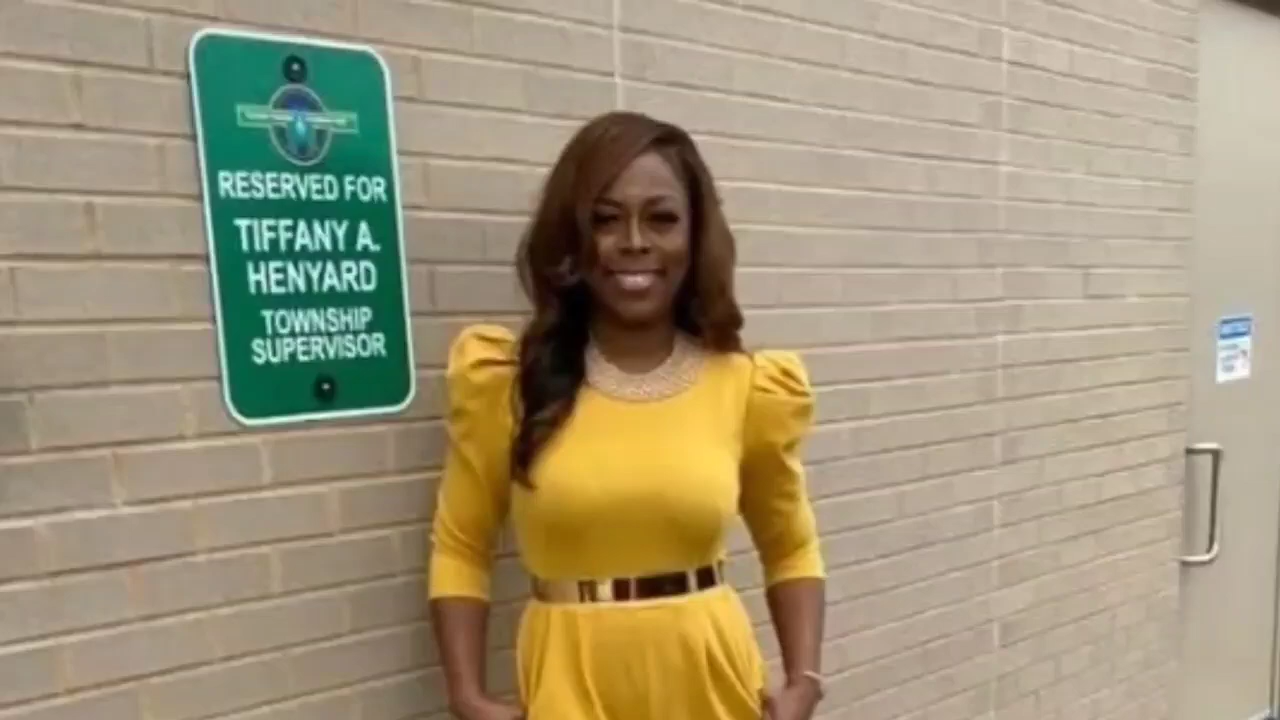 RESERVED FOR
TIFFANY A.
HENYARD
TOWNSHIP
SUPERVISOR